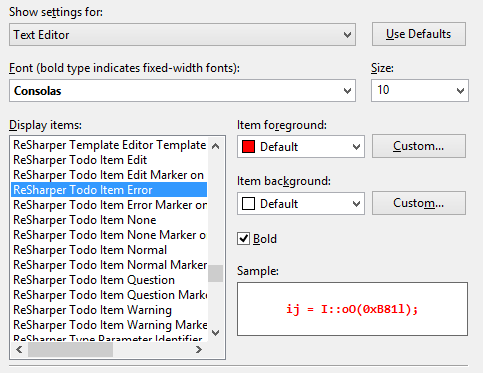 Show settings for:
Text Editor
Use Defaults
Font (bold type indicates fixed-width fonts):
Size:
Consolas
10
Display items:
Item foreground:
ReSharper Template Editor Template
ReSharper Todo Item Edit
ReSharper Todo Item Edit Marker on
ReSharper Todo Item Error
ReSharper Todo Item Error Marker on
ReSharper Todo Item None
ReSharper Todo Item None Marker on
ReSharper Todo Item Normal
ReSharper Todo Item Normal Marker
ReSharper Todo Item Question
ReSharper Todo Item Question Marke
ReSharper Todo Item Warning
ReSharper Todo Item Warning Marke
ReSharper Type Parameter Identifier
Default
Custom...
Item background:
Default
Custom...
Bold
Sample:
ij = I::oO(0xB81l);